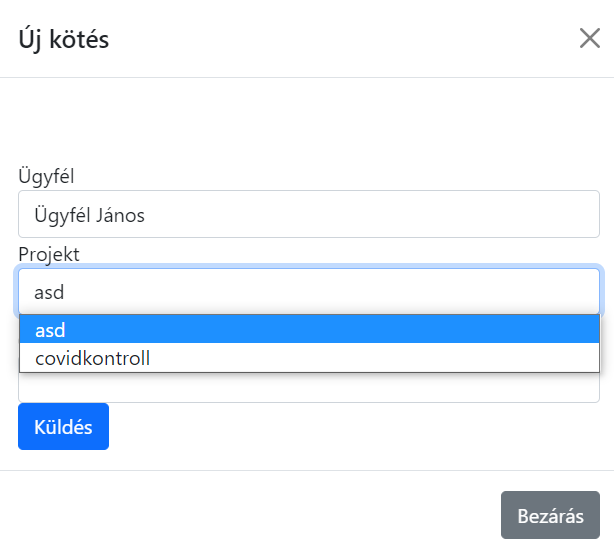 Új kötés
Ügyfél
Ügyfél János
Projekt
asd
asd
covidkontroll
Küldés
Bezárás